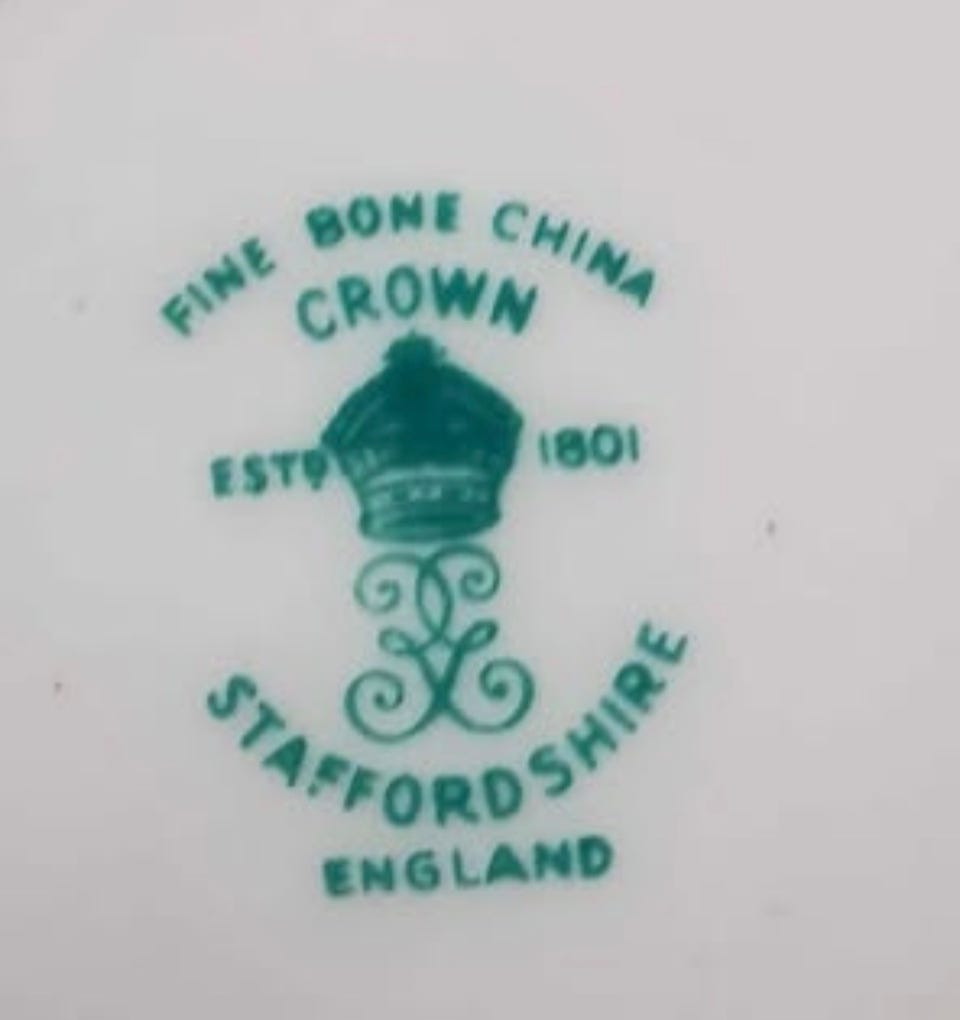 FINE BONE CHINA
CROWN
ESTD 1801
STAFFORDSHIRE
ENGLAND